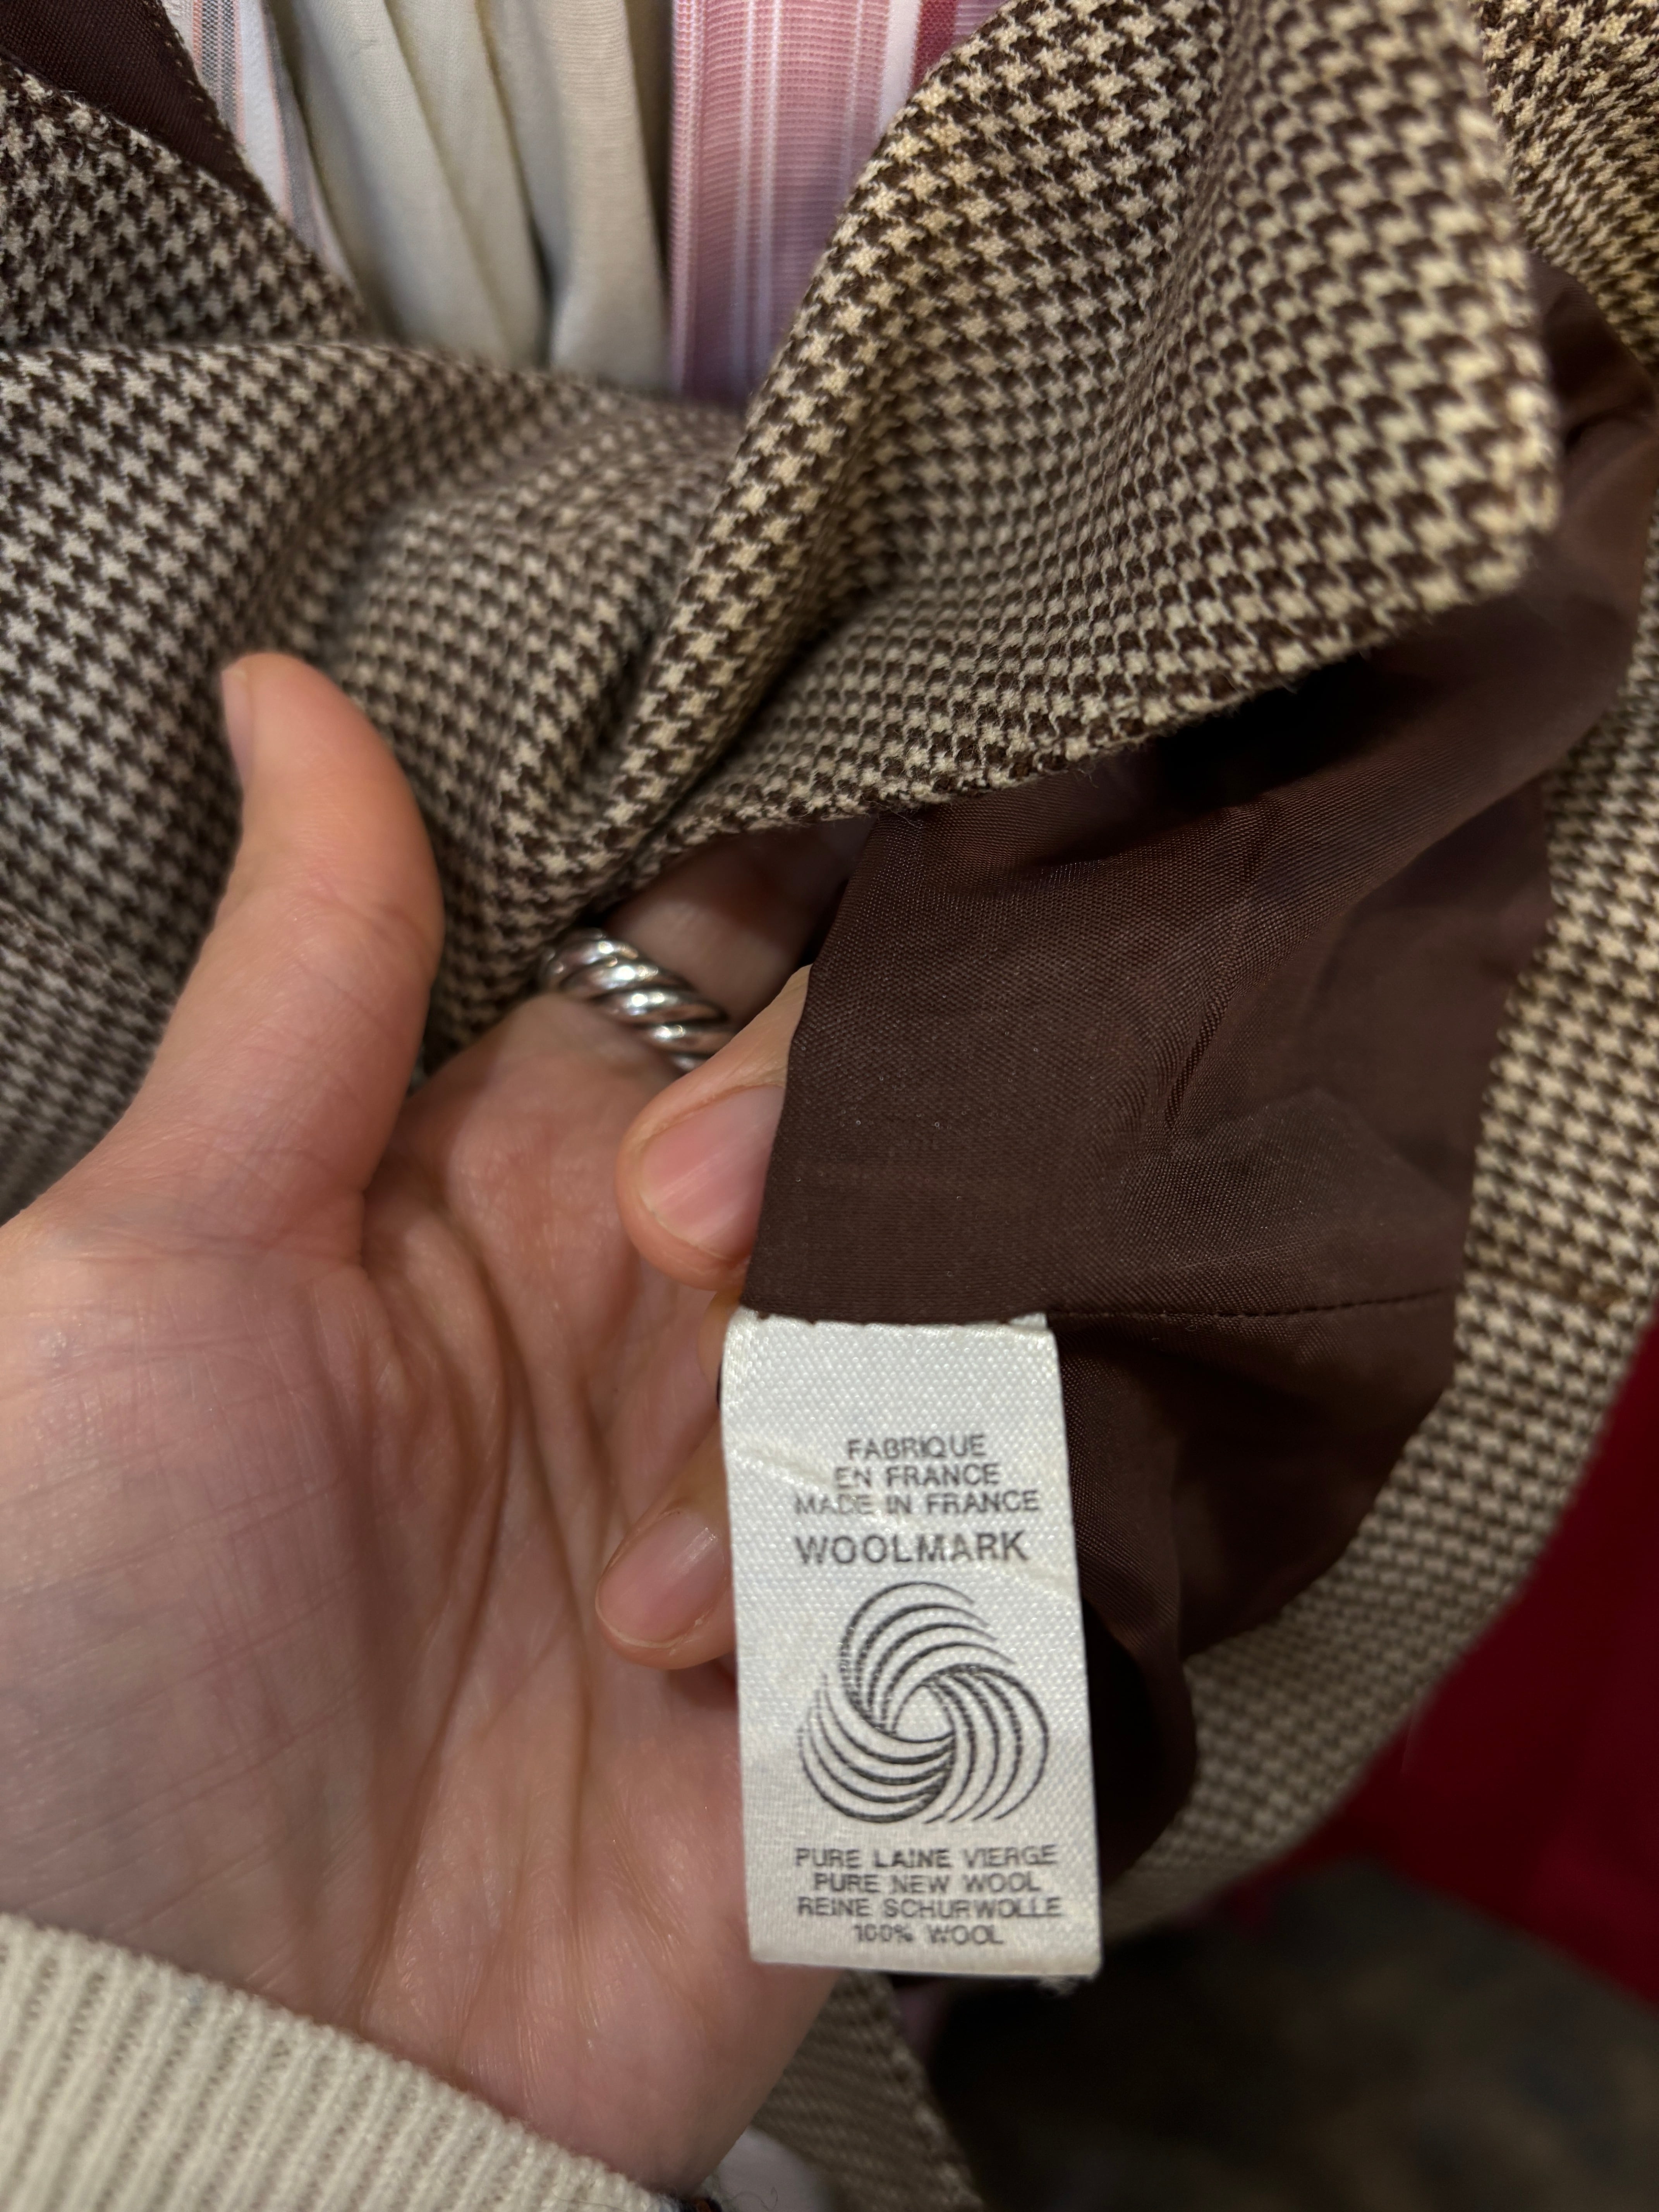 FABRIQUE
EN FRANCE
MADE IN FRANCE
WOOLMARK
PURE LAINE VIERGE
PURE NEW WOOL
REINE SCHURWOLLE
100% WOOL